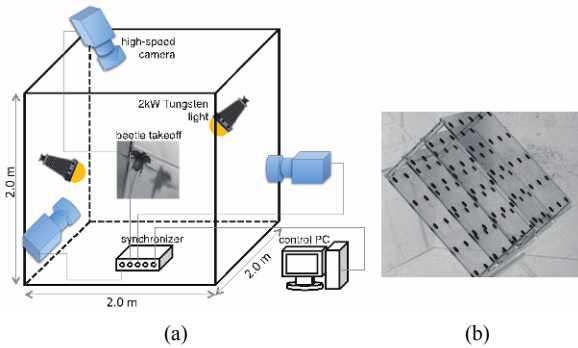 high-speed
camera
2kW Tungsten
light
beetle takeoff
2.0 m
synchronizer
control PC
2.0 m
2.0 m
(a)
(b)